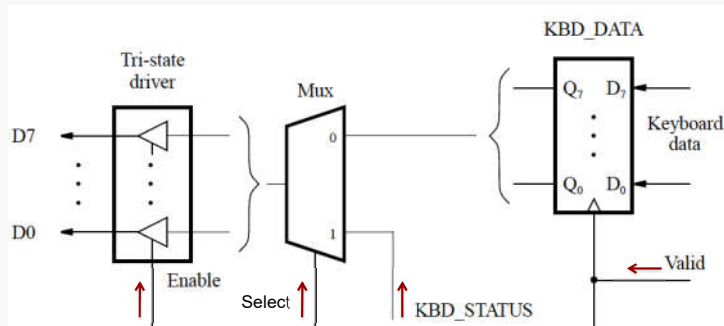 KBD_DATA
Tri-state
driver
Mux
Q7 D7
D7
0
Keyboard
data
Q0 D0
D0
1
Enable
Valid
Select
KBD_STATUS